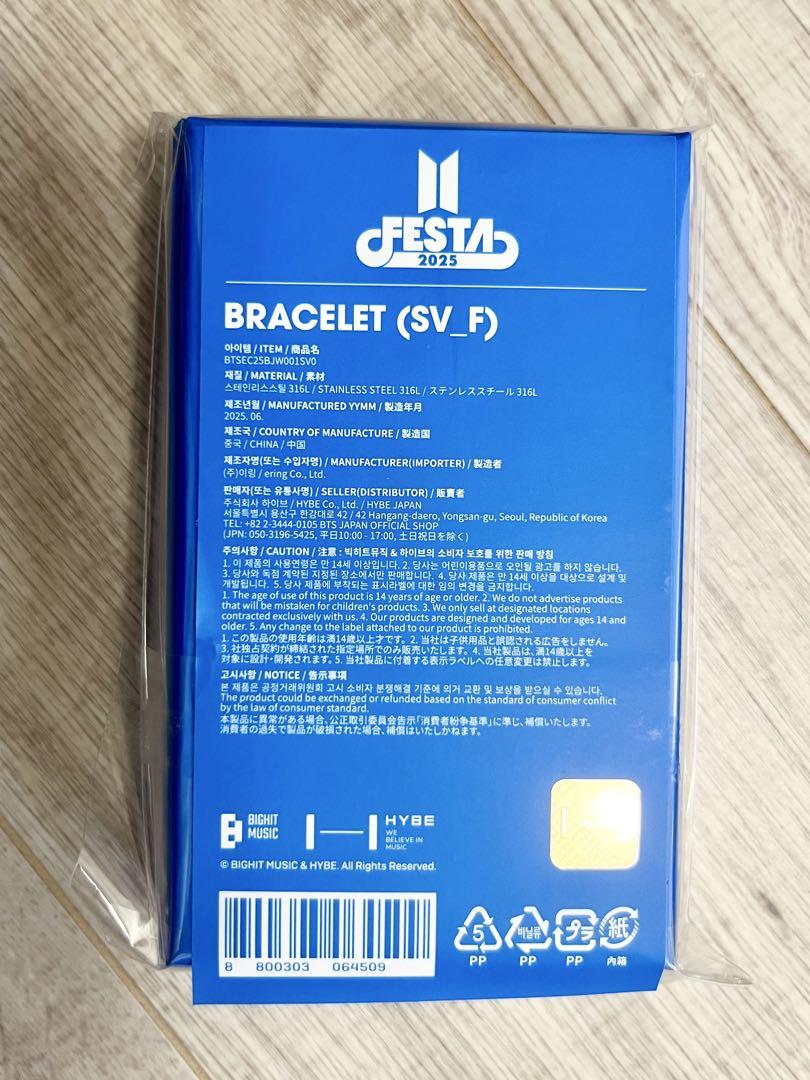 FESTA
2025
BRACELET (SV_F)
아이템 / ITEM / 商品名
BTSEC25BJW001SV0
재질 / MATERIAL / 素材
스테인리스스틸 316L / STAINLESS STEEL 316L / ステンレススチール 316L
제조년월 / MANUFACTURED YYMM / 製造年月
2025. 06.
제조국 / COUNTRY OF MANUFACTURE / 製造国
중국 / CHINA / 中国
제조자명(또는 수입자명) / MANUFACTURER(IMPORTER) / 製造者
(주)이링 / ering Co., Ltd.
판매자(또는 유통사명) / SELLER(DISTRIBUTOR) / 販賣者
주식회사 하이브 / HYBE Co., Ltd. / HYBE JAPAN
서울특별시 용산구 한강대로 42 / 42 Hangang-daero, Yongsan-gu, Seoul, Republic of Korea
TEL: +82 2-3444-0105 BTS JAPAN OFFICIAL SHOP
(JPN: 050-3196-5425, 平日10:00 - 17:00, 土日祝日を除く)
주의사항 / CAUTION / 注意 : 빅히트뮤직 & 하이브의 소비자 보호를 위한 판매 방침
1. 이 제품의 사용연령은 만 14세 이상입니다. 2. 당사는 어린이용품으로 오인될 광고를 하지 않습니다.
3. 당사와 독점 계약된 지정된 장소에서만 판매합니다. 4. 당사 제품은 만 14세 이상을 대상으로 설계 및
개발됩니다. 5. 당사 제품에 부착되는 표시라벨에 대한 임의 변경을 금지합니다.
1. The age of use of this product is 14 years of age or older. 2. We do not advertise products
that will be mistaken for children's products. 3. We only sell at designated locations
contracted exclusively with us. 4. Our products are designed and developed for ages 14 and
older. 5. Any change to the label attached to our product is prohibited.
1. この製品の使用年齢は満14歳以上才です。2. 当社は子供用品と誤認される広告をしません。
3. 社独占契約が締結された指定場所でのみ販売いたします。4. 当社製品は、満14歳以上を
対象に設計・開発されます。5. 当社製品に付着する表示ラベルへの任意変更は禁止します。
고시사항 / NOTICE / 告示事項
본 제품은 공정거래위원회 고시 소비자 분쟁해결 기준에 의거 교환 및 보상을 받으실 수 있습니다.
The product could be exchanged or refunded based on the standard of consumer conflict
by the law of consumer standard.
本製品に異常がある場合、公正取引委員会告示「消費者紛争基準」に準じ、補償いたします。
消費者の過失で製品が破損された場合、補償はいたしかねます。
BIGHIT
MUSIC
HYBE
WE
BELIEVE IN
MUSIC
© BIGHIT MUSIC & HYBE. All Rights Reserved.
8 800303 064509
5
PP
비닐류
PP
プラ
PP
紙
内箱